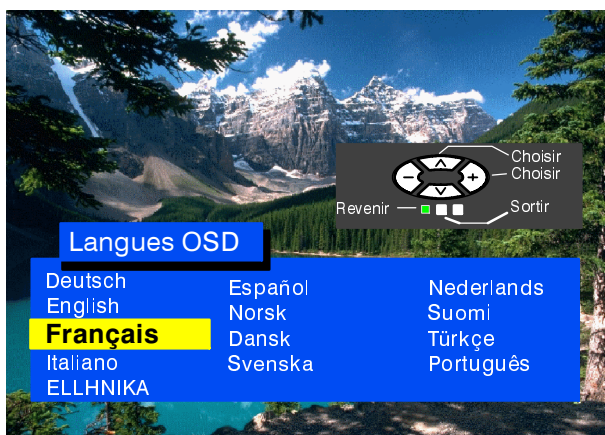 Choisir
Choisir
Revenir
Sortir
Langues OSD
Deutsch
English
Français
Italiano
ELLHNIKA
Español
Norsk
Dansk
Svenska
Nederlands
Suomi
Türkçe
Português